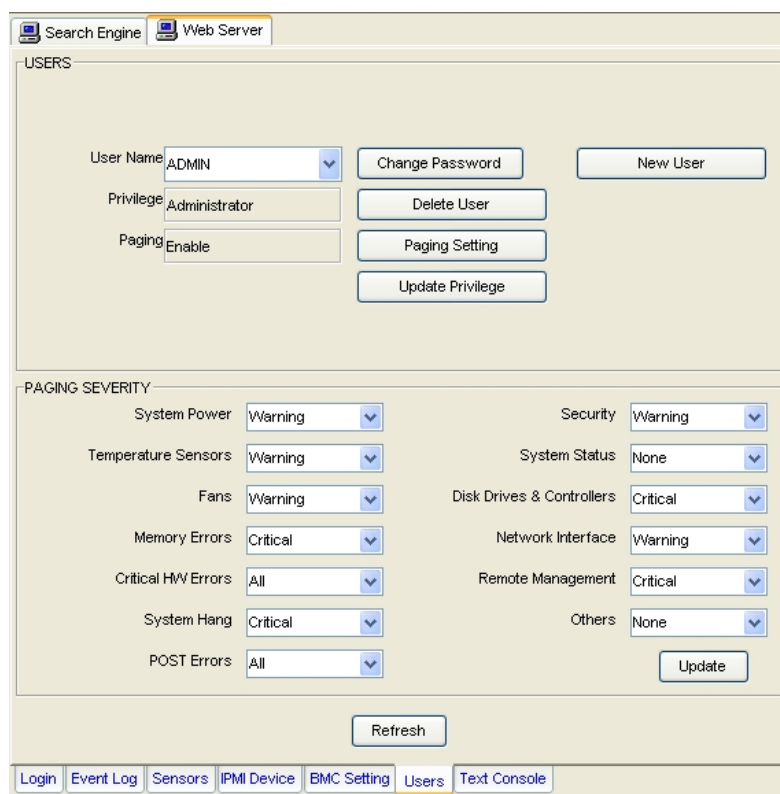 Search Engine Web Server
USERS
User Name ADMIN Change Password New User
Privilege Administrator Delete User
Paging Enable Paging Setting
Update Privilege
PAGING SEVERITY
System Power Warning Security Warning
Temperature Sensors Warning System Status None
Fans Warning Disk Drives & Controllers Critical
Memory Errors Critical Network Interface Warning
Critical HW Errors All Remote Management Critical
System Hang Critical Others None
POST Errors All Update
Refresh
Login Event Log Sensors IPMI Device BMC Setting Users Text Console